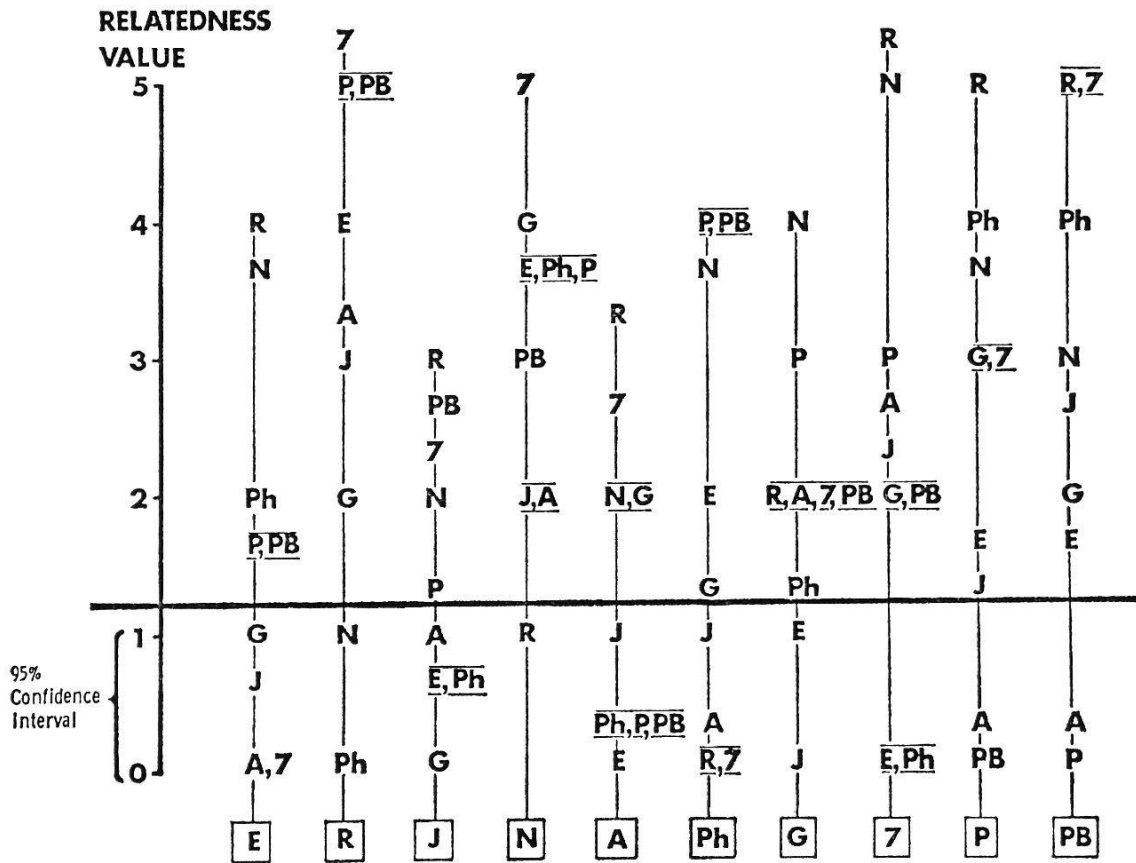 RELATEDNESS
VALUE
7 R
5 P,PB 7 N R R,7
4 R E G P,PB N Ph Ph
N E,Ph,P N N
A R
3 J R PB P P G,7 N
PB 7 A J
7 J
2 Ph G N J,A N,G E R,A,7,PB G,PB G
P,PB E E
P G Ph J
1 G N A R J J E
95%
Confidence
Interval
J E,Ph
Ph,P,PB A A A
0 A,7 Ph G E R,7 J E,Ph PB P
E R J N A Ph G 7 P PB